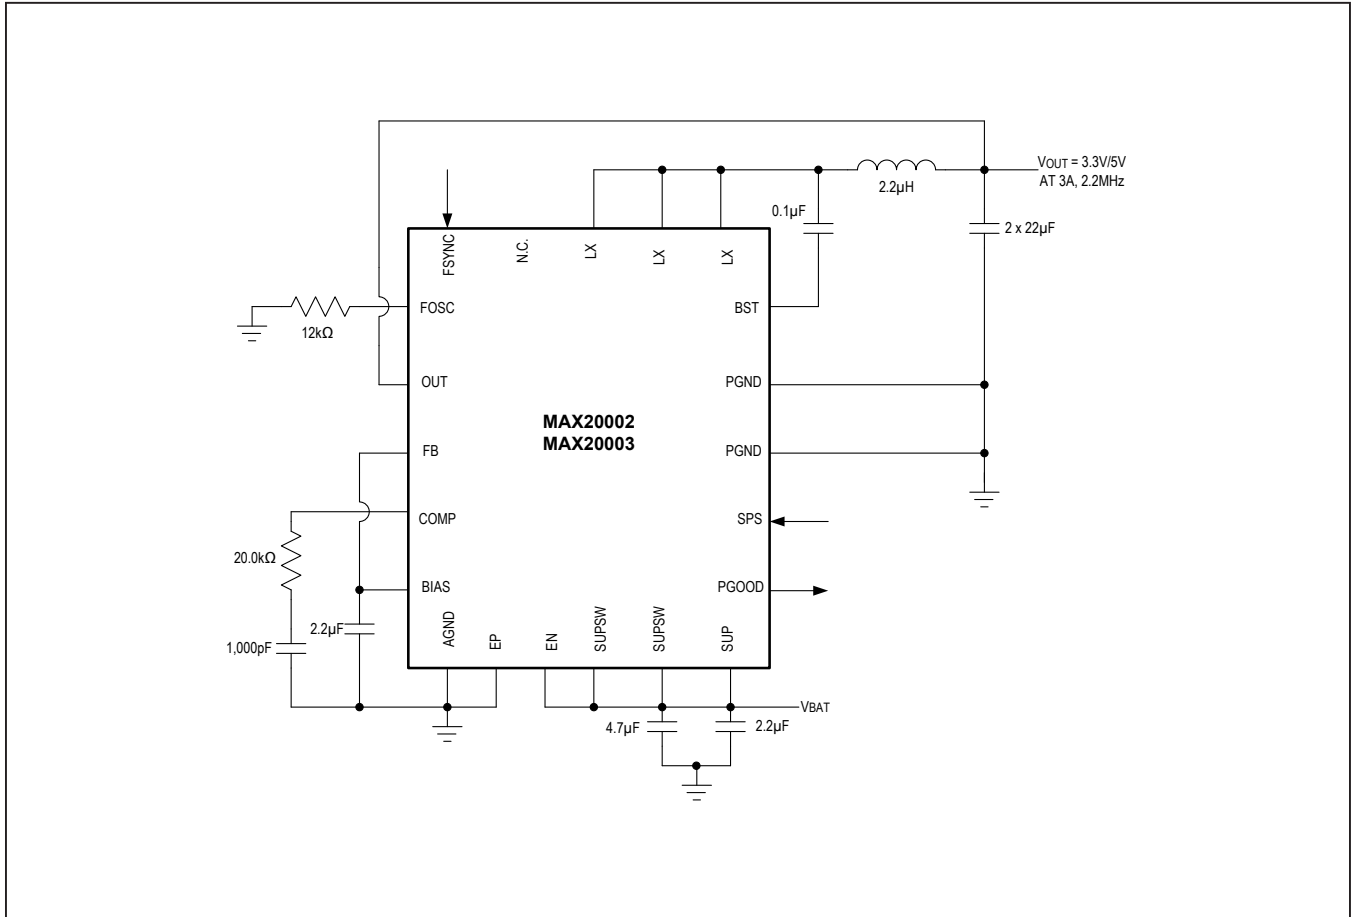 VOUT = 3.3V/5V
AT 3A, 2.2MHz
2.2µH
0.1µF
2 x 22µF
FSYNC
N.C.
LX
LX
LX
FOSC
BST
12kΩ
OUT
PGND
MAX20002
MAX20003
FB
PGND
COMP
SPS
20.0kΩ
BIAS
PGOOD
1,000pF
2.2µF
AGND
EP
EN
SUPSW
SUPSW
SUP
VBAT
4.7µF
2.2µF